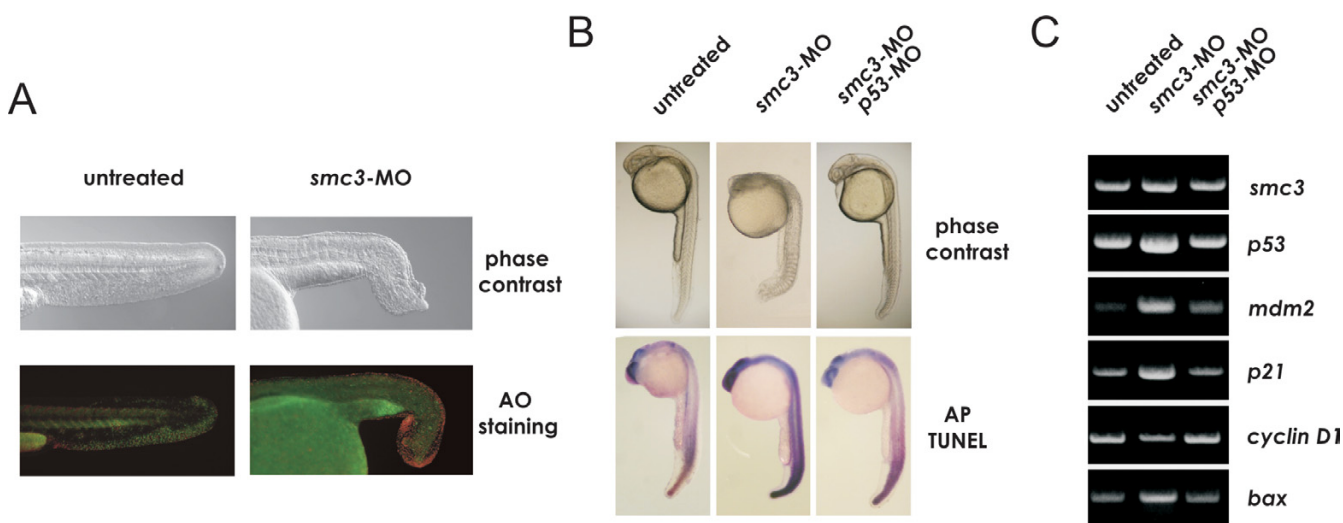 A
untreated
smc3-MO
phase
contrast
AO
staining
B
untreated
smc3-MO
smc3-MO
p53-MO
phase
contrast
AP
TUNEL
C
untreated
smc3-MO
smc3-MO
p53-MO
smc3
p53
mdm2
p21
cyclin D1
bax